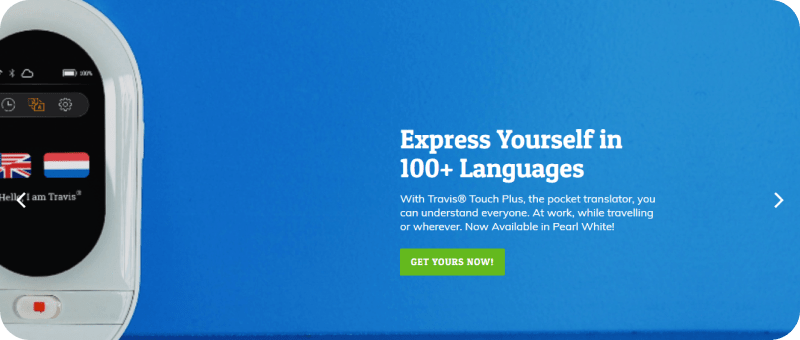 100%
Hello, I am Travis®
Express Yourself in
100+ Languages
With Travis® Touch Plus, the pocket translator, you
can understand everyone. At work, while travelling
or wherever. Now Available in Pearl White!
GET YOURS NOW!